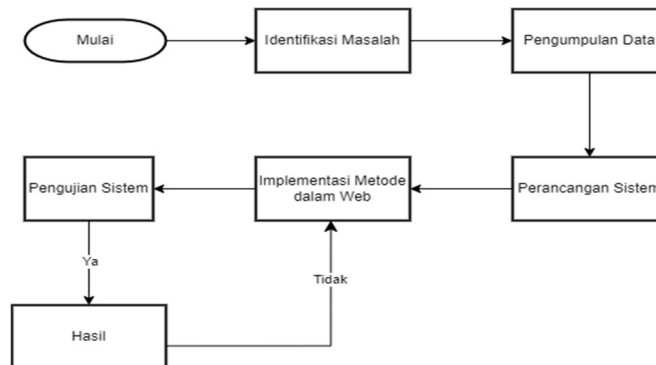 Mulai
Identifikasi Masalah
Pengumpulan Data
Pengujian Sistem
Implementasi Metode
dalam Web
Perancangan Sistem
Ya
Tidak
Hasil